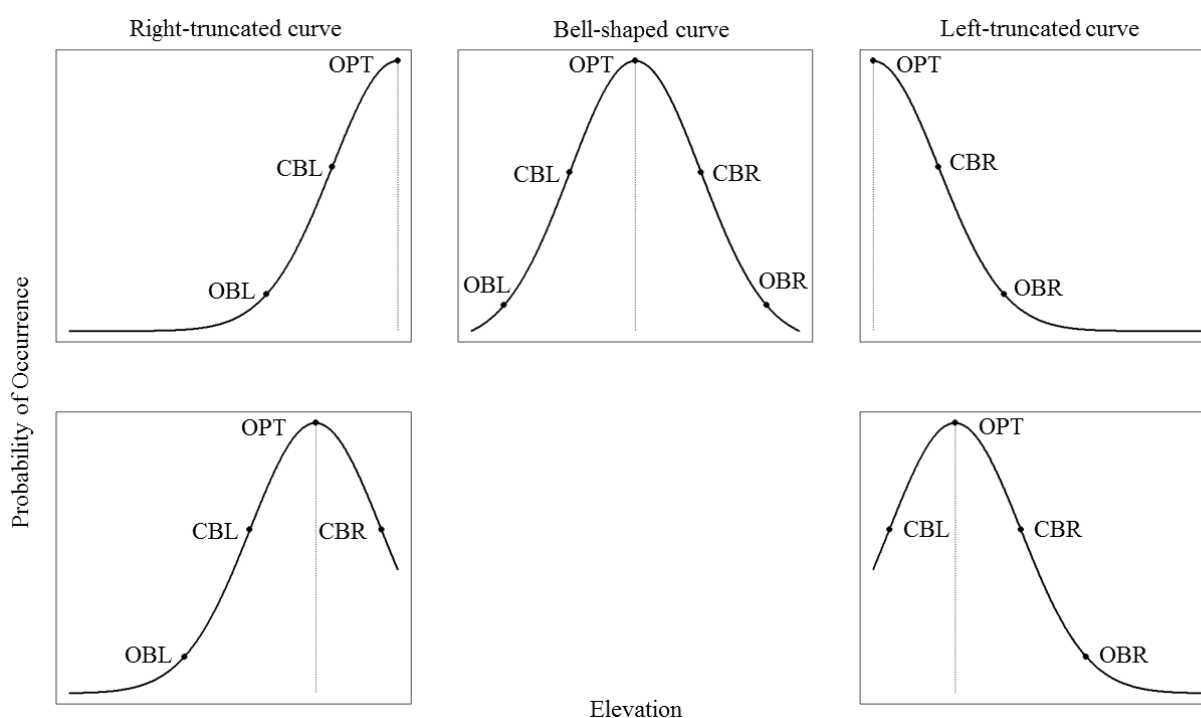 Right-truncated curve
Bell-shaped curve
Left-truncated curve
OPT
CBL
OBL
OPT
CBL
CBR
OBL
OBR
OPT
CBR
OBR
Probability of Occurrence
OPT
CBL
CBR
OBL
OPT
CBL
CBR
OBR
Elevation